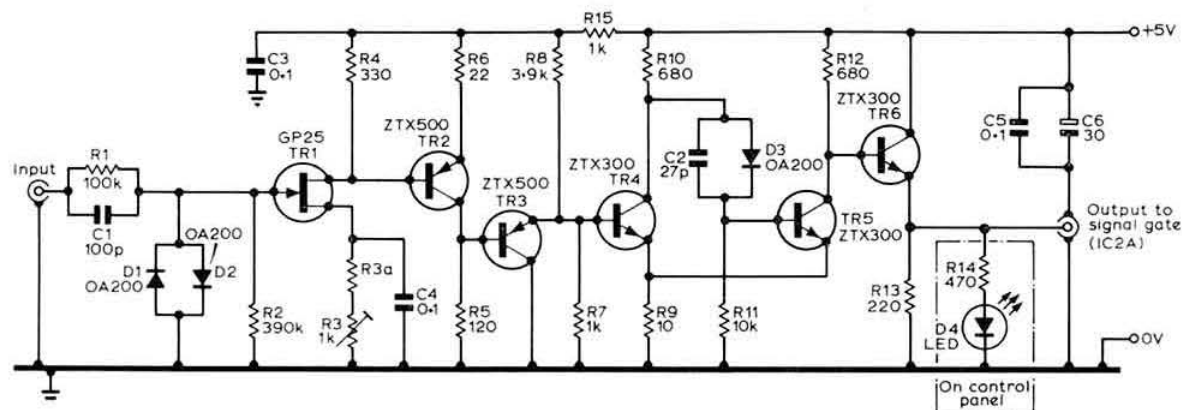 R15
1k
+5V
C3
0·1
R4
330
R6
22
R8
3·9k
R10
680
R12
680
ZTX300
TR6
C5
0·1
C6
30
GP25
TR1
ZTX500
TR2
ZTX500
TR3
ZTX300
TR4
C2
27p
D3
OA200
Input
R1
100k
C1
100p
TR5
ZTX300
Output to
signal gate
(IC2A)
OA200
D1
OA200
D2
R2
390k
R3a
R3
1k
C4
0·1
R5
120
R7
1k
R9
10
R11
10k
R13
220
R14
470
D4
LED
0V
On control
panel